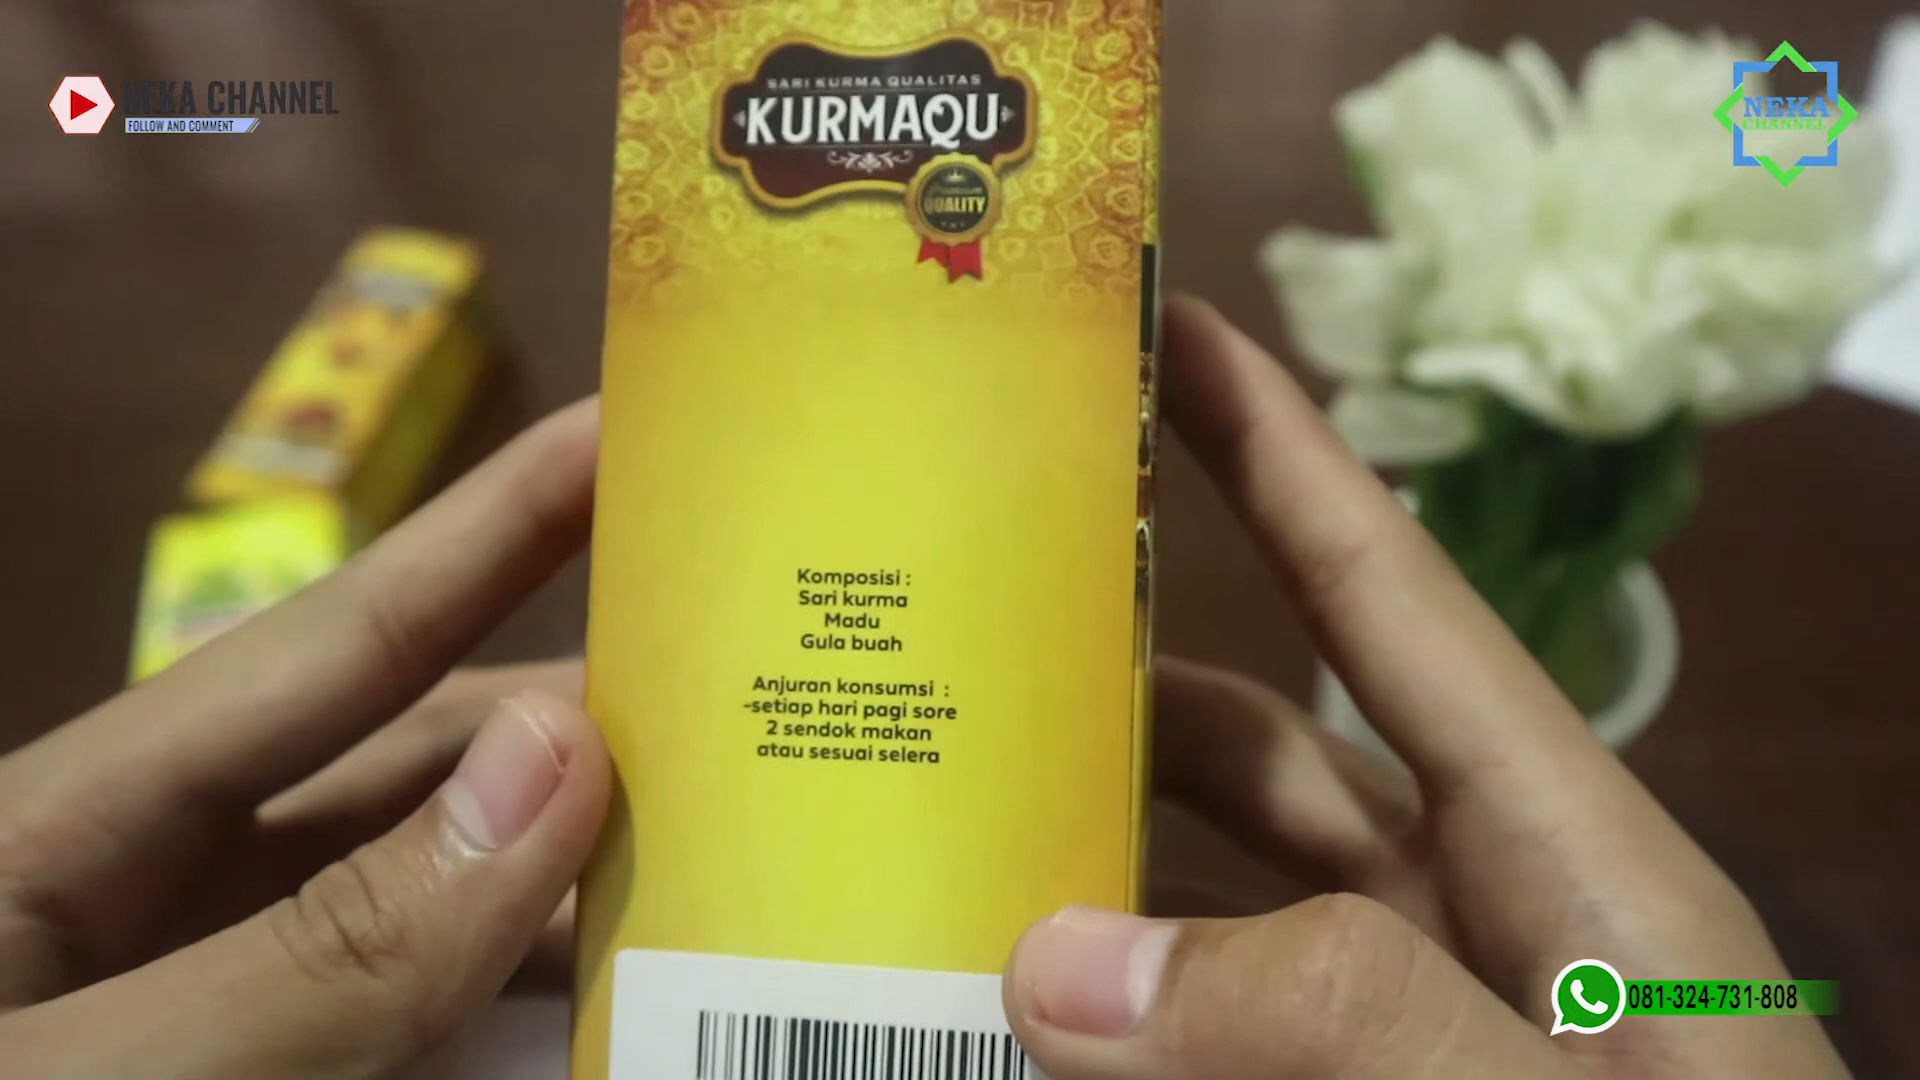 NEKA CHANNEL
FOLLOW AND COMMENT
SARI KURMA QUALITAS
KURMAQU
Premium
QUALITY
NEKA
CHANNEL
Komposisi :
Sari kurma
Madu
Gula buah
Anjuran konsumsi :
-setiap hari pagi sore
2 sendok makan
atau sesuai selera
081-324-731-808